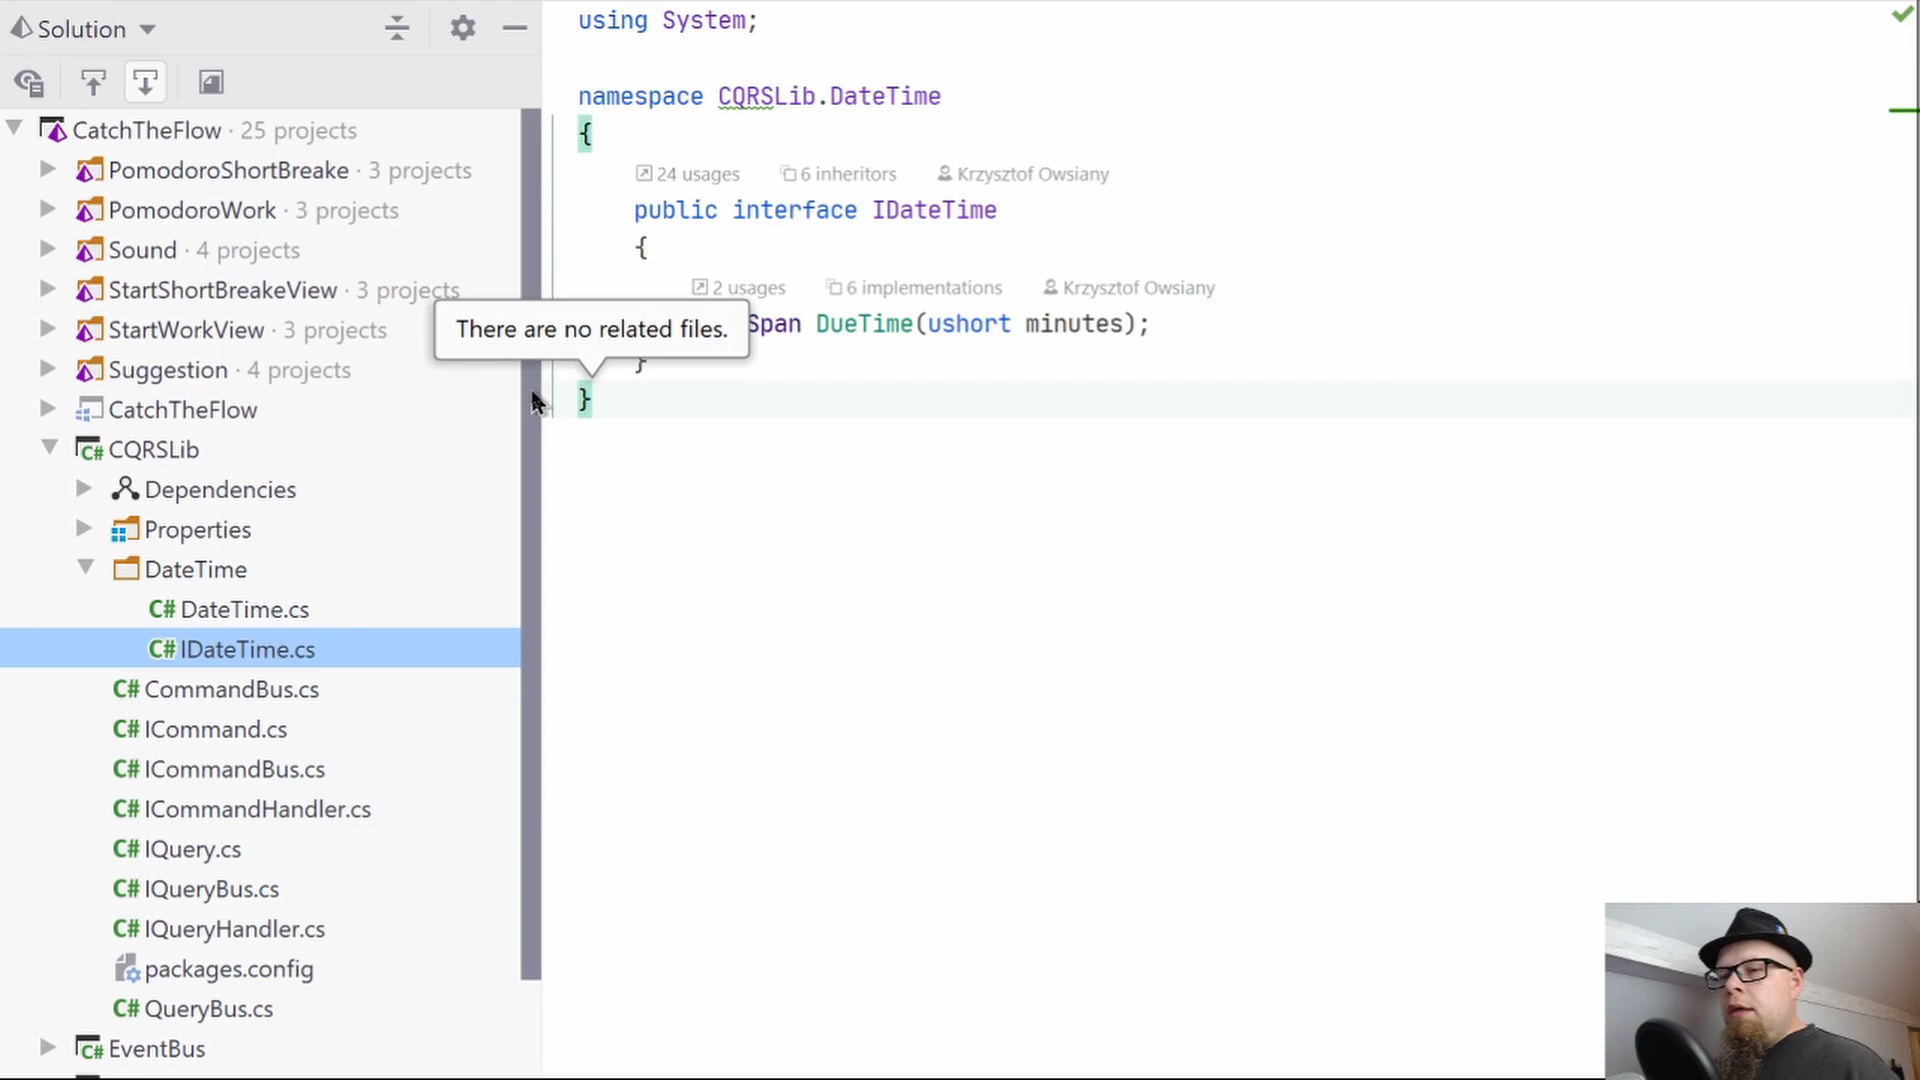 Solution
CatchTheFlow · 25 projects
PomodoroShortBreake · 3 projects
PomodoroWork · 3 projects
Sound · 4 projects
StartShortBreakeView · 3 projects
StartWorkView · 3 projects
Suggestion · 4 projects
CatchTheFlow
C# CQRSLib
Dependencies
Properties
DateTime
C# DateTime.cs
C# IDateTime.cs
C# CommandBus.cs
C# ICommand.cs
C# ICommandBus.cs
C# ICommandHandler.cs
C# IQuery.cs
C# IQueryBus.cs
C# IQueryHandler.cs
packages.config
C# QueryBus.cs
C# EventBus
using System;
namespace CQRSLib.DateTime
{
24 usages 6 inheritors Krzysztof Owsiany
public interface IDateTime
{
2 usages 6 implementations Krzysztof Owsiany
There are no related files.
Span DueTime(ushort minutes);
}
}